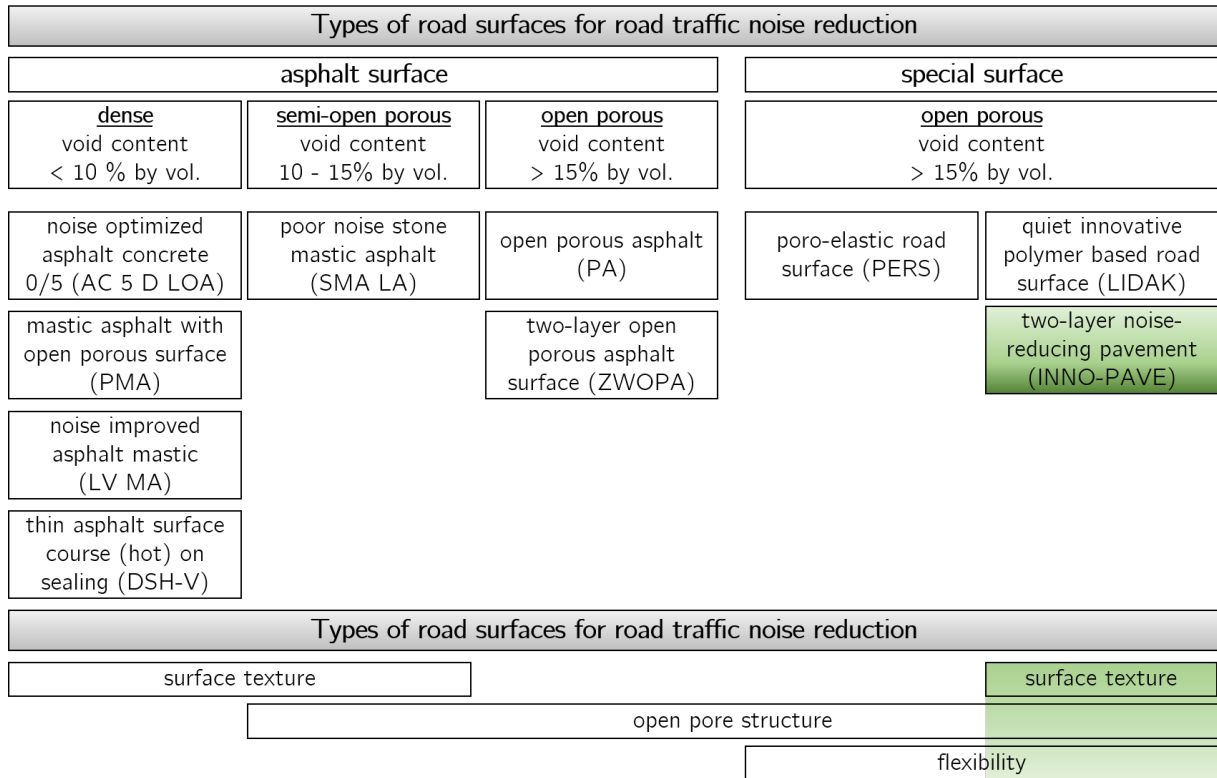 Types of road surfaces for road traffic noise reduction
asphalt surface
special surface
dense
void content
< 10 % by vol.
semi-open porous
void content
10 - 15% by vol.
open porous
void content
> 15% by vol.
open porous
void content
> 15% by vol.
noise optimized
asphalt concrete
0/5 (AC 5 D LOA)
poor noise stone
mastic asphalt
(SMA LA)
open porous asphalt
(PA)
poro-elastic road
surface (PERS)
quiet innovative
polymer based road
surface (LIDAK)
mastic asphalt with
open porous surface
(PMA)
two-layer open
porous asphalt
surface (ZWOPA)
two-layer noise-
reducing pavement
(INNO-PAVE)
noise improved
asphalt mastic
(LV MA)
thin asphalt surface
course (hot) on
sealing (DSH-V)
Types of road surfaces for road traffic noise reduction
surface texture
surface texture
open pore structure
flexibility